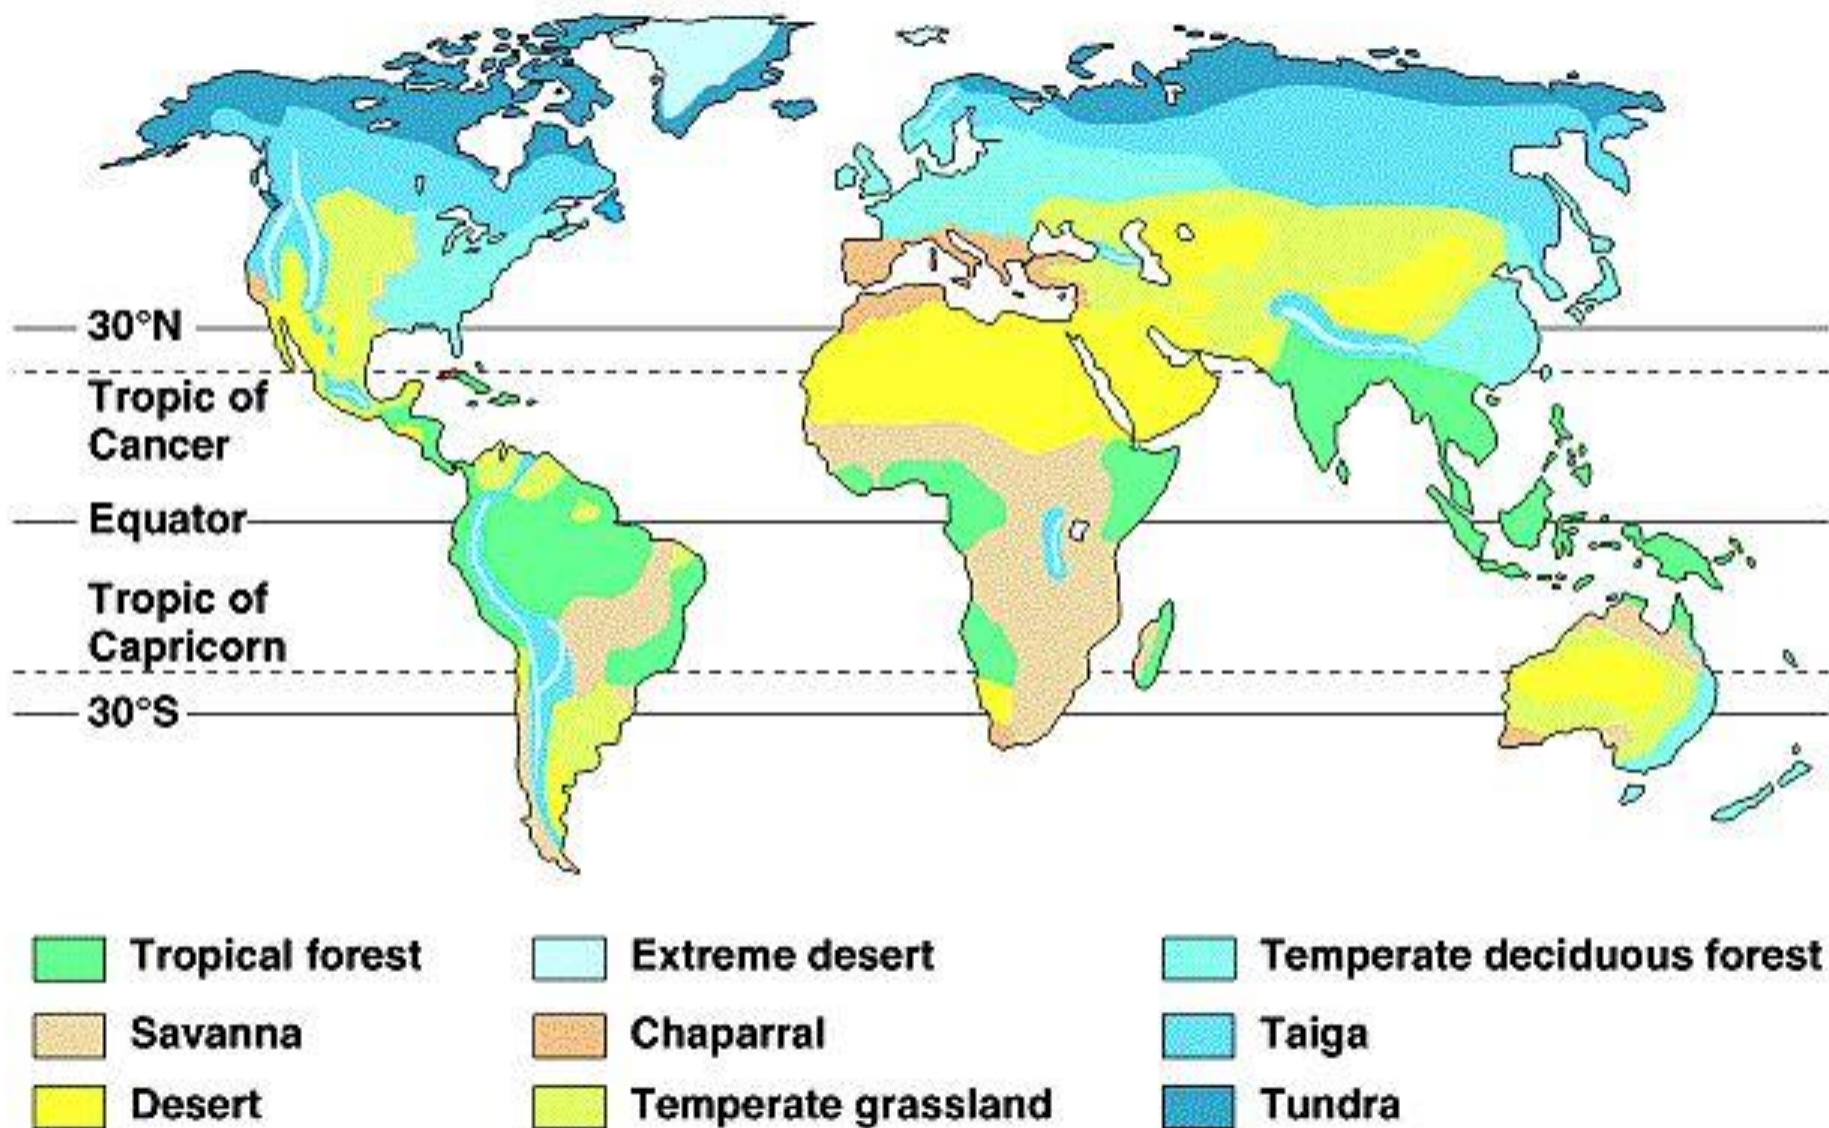 30°N
Tropic of
Cancer
Equator
Tropic of
Capricorn
30°S
Tropical forest
Extreme desert
Temperate deciduous forest
Savanna
Chaparral
Taiga
Desert
Temperate grassland
Tundra